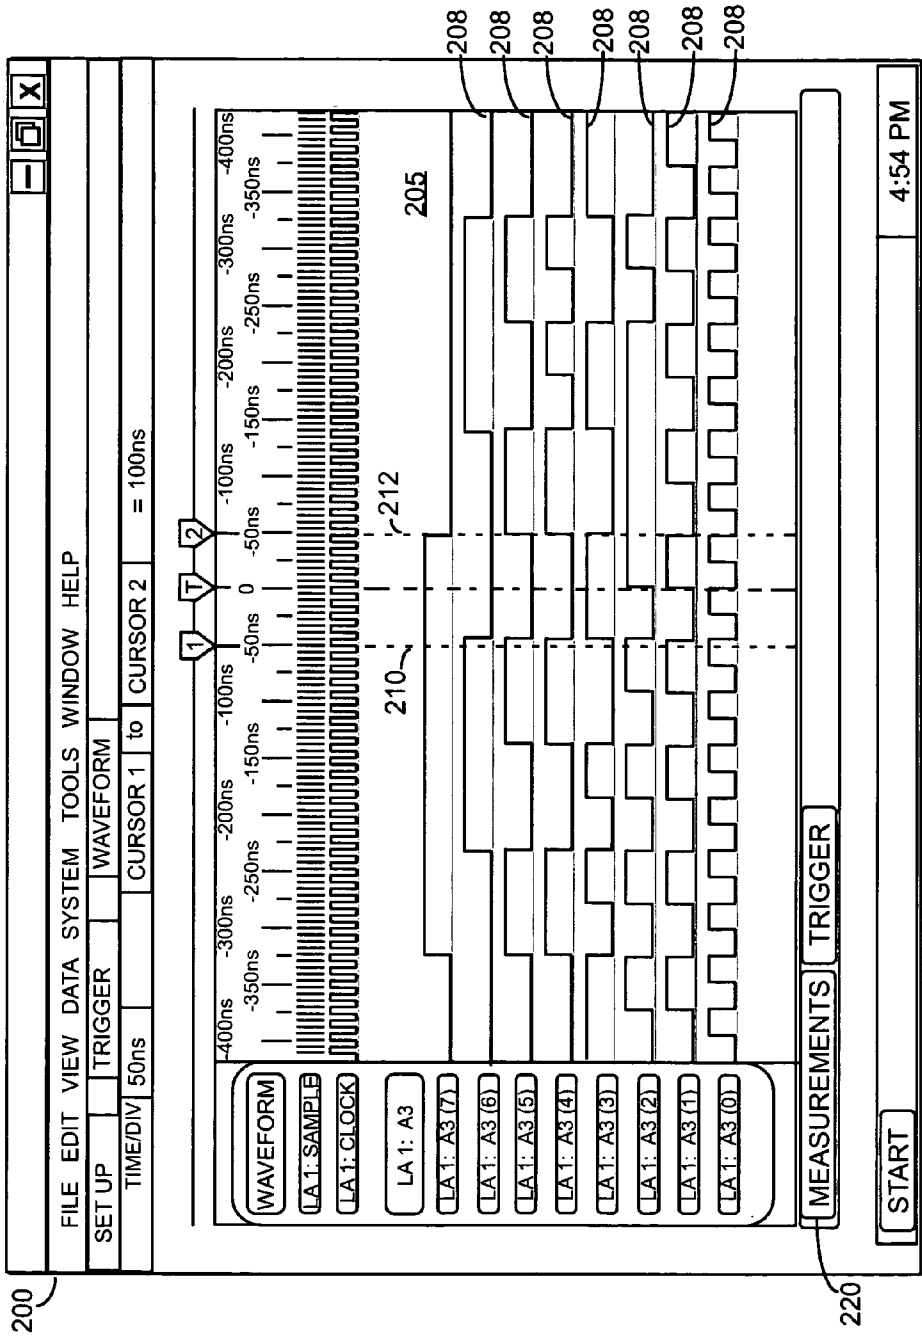 200
FILE EDIT VIEW DATA SYSTEM TOOLS WINDOW HELP
SET UP TRIGGER WAVEFORM
TIME/DIV 50ns CURSOR 1 to CURSOR 2 = 100ns
1 T 2
-400ns -300ns -200ns -100ns 0 -100ns -200ns -300ns -400ns
-350ns -250ns -150ns -50ns -50ns -150ns -250ns -350ns
WAVEFORM
LA 1: SAMPLE
LA 1: CLOCK
LA 1: A3
210
212
205
LA 1: A3 (7)
LA 1: A3 (6)
LA 1: A3 (5)
LA 1: A3 (4)
LA 1: A3 (3)
LA 1: A3 (2)
LA 1: A3 (1)
LA 1: A3 (0)
208
208
208
208
208
208
208
MEASUREMENTS TRIGGER
220
START 4:54 PM